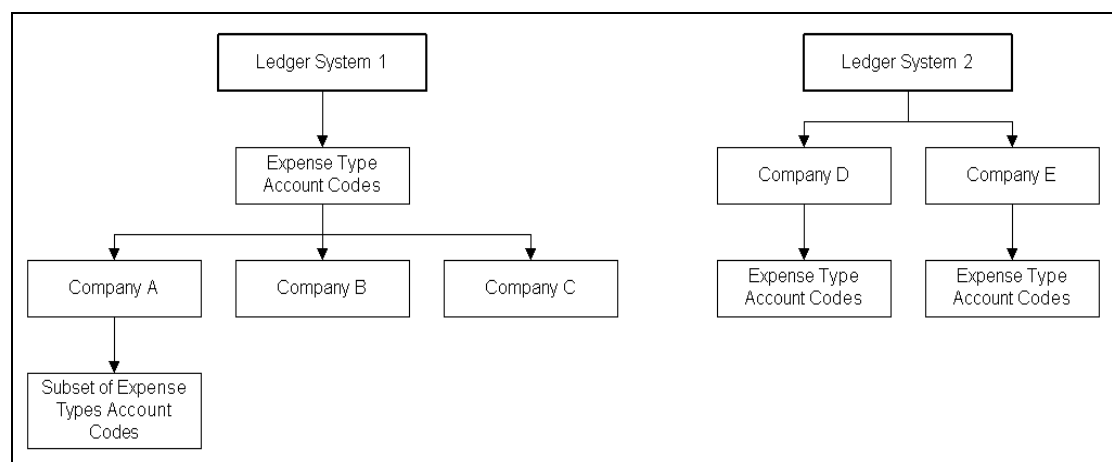 Ledger System 1
Ledger System 2
Expense Type
Account Codes
Company D
Company E
Company A
Company B
Company C
Expense Type
Account Codes
Expense Type
Account Codes
Subset of Expense
Types Account
Codes